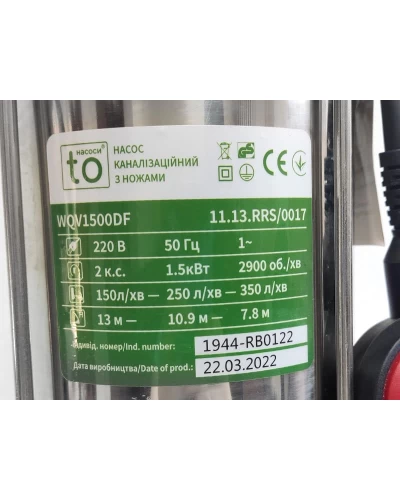 насоси®
to
НАСОС
КАНАЛІЗАЦІЙНИЙ
З НОЖАМИ
CE
WQV1500DF 11.13.RRS/0017
220 В 50 Гц 1~
2 к.с. 1.5кВт 2900 об./хв
150л/хв — 250 л/хв — 350 л/хв
13 м — 10.9 м — 7.8 м
Індивід. номер/Ind. number: 1944-RB0122
Дата виробництва/Date of prod.: 22.03.2022